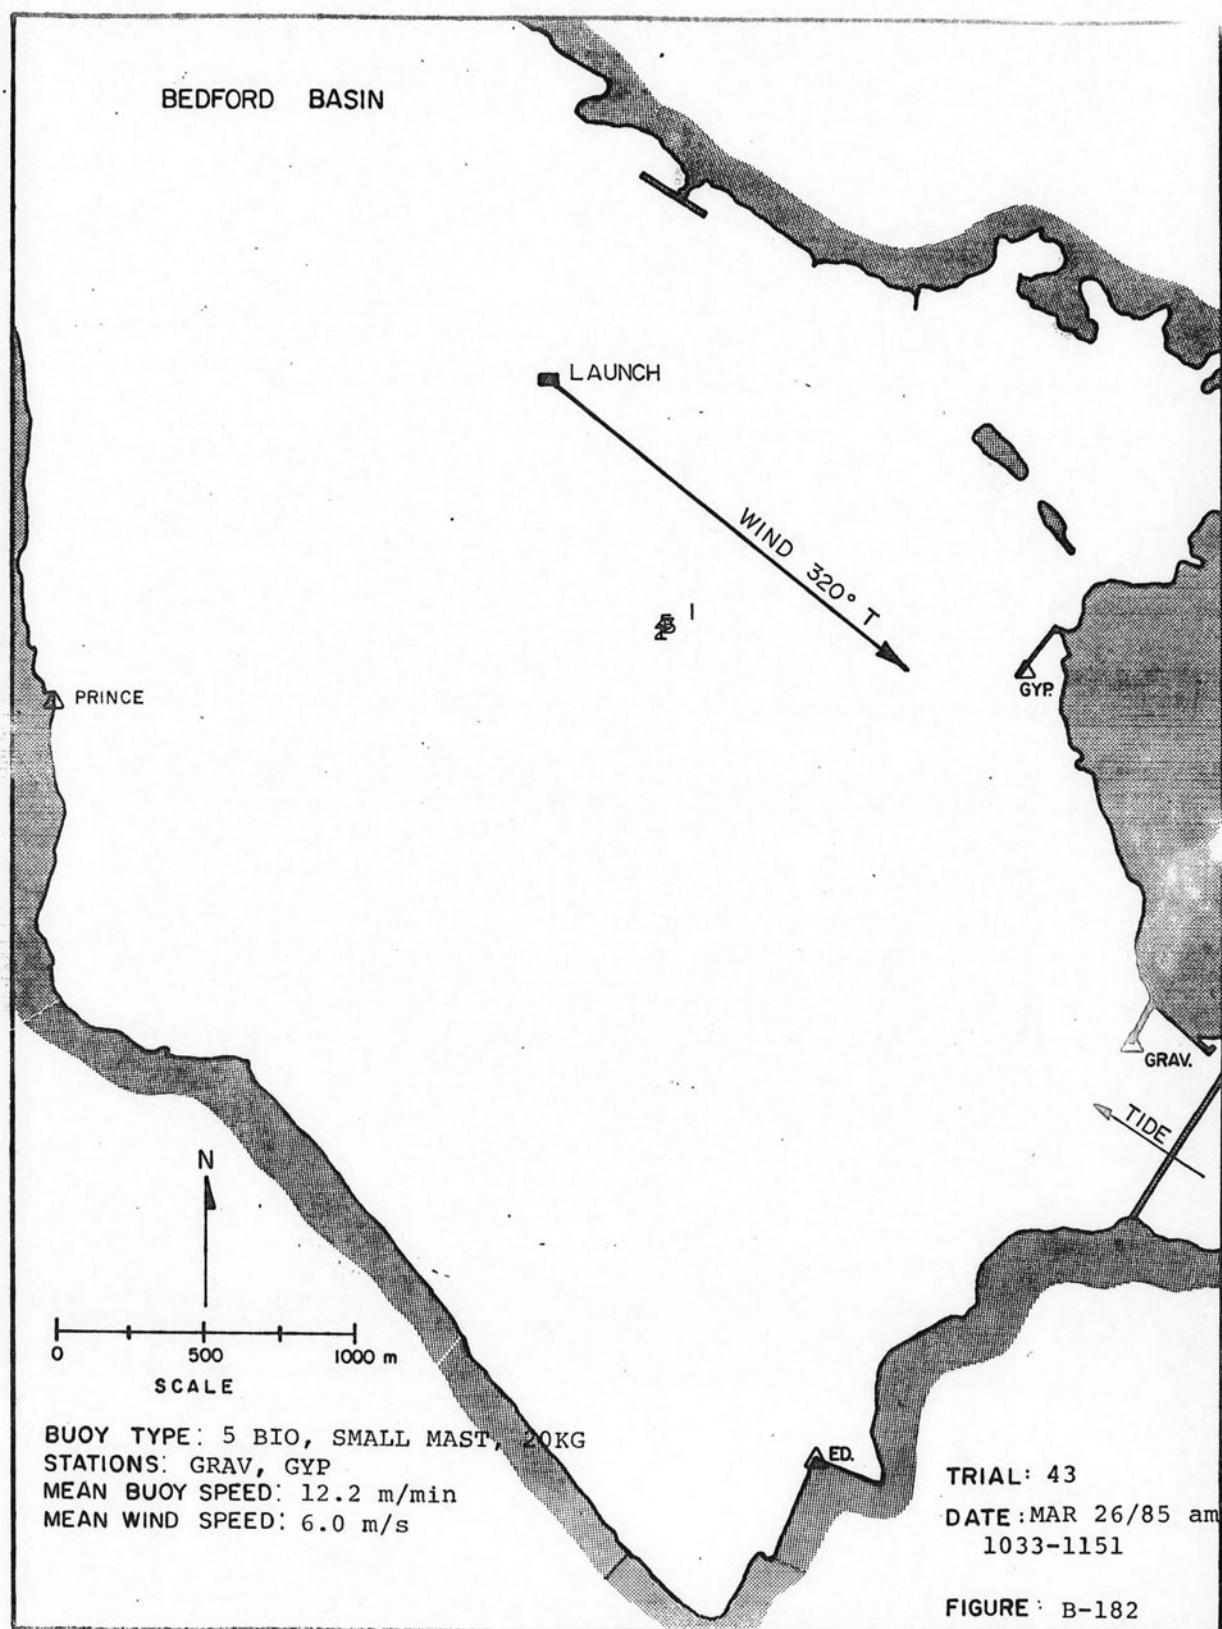 BEDFORD BASIN
LAUNCH
WIND 320° T
1
PRINCE
GYP.
GRAV.
TIDE
N
0 500 1000 m
SCALE
ED.
BUOY TYPE: 5 BIO, SMALL MAST, 20KG
STATIONS: GRAV, GYP
MEAN BUOY SPEED: 12.2 m/min
MEAN WIND SPEED: 6.0 m/s
TRIAL: 43
DATE: MAR 26/85 am
1033-1151
FIGURE: B-182